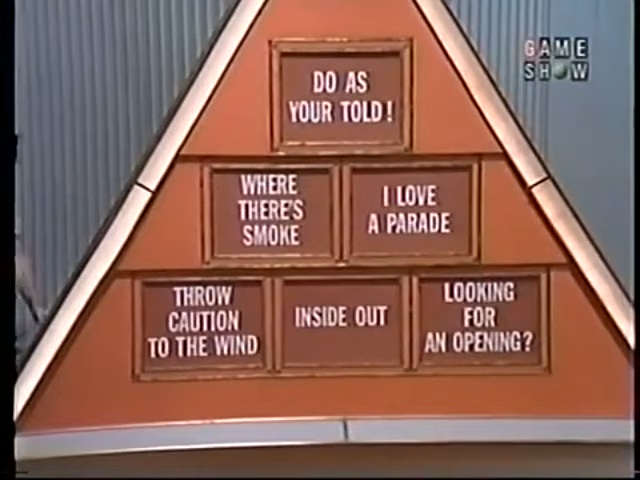 GAME
SHOW
DO AS
YOUR TOLD!
WHERE
THERE'S
SMOKE
I LOVE
A PARADE
THROW
CAUTION
TO THE WIND
INSIDE OUT
LOOKING
FOR
AN OPENING?